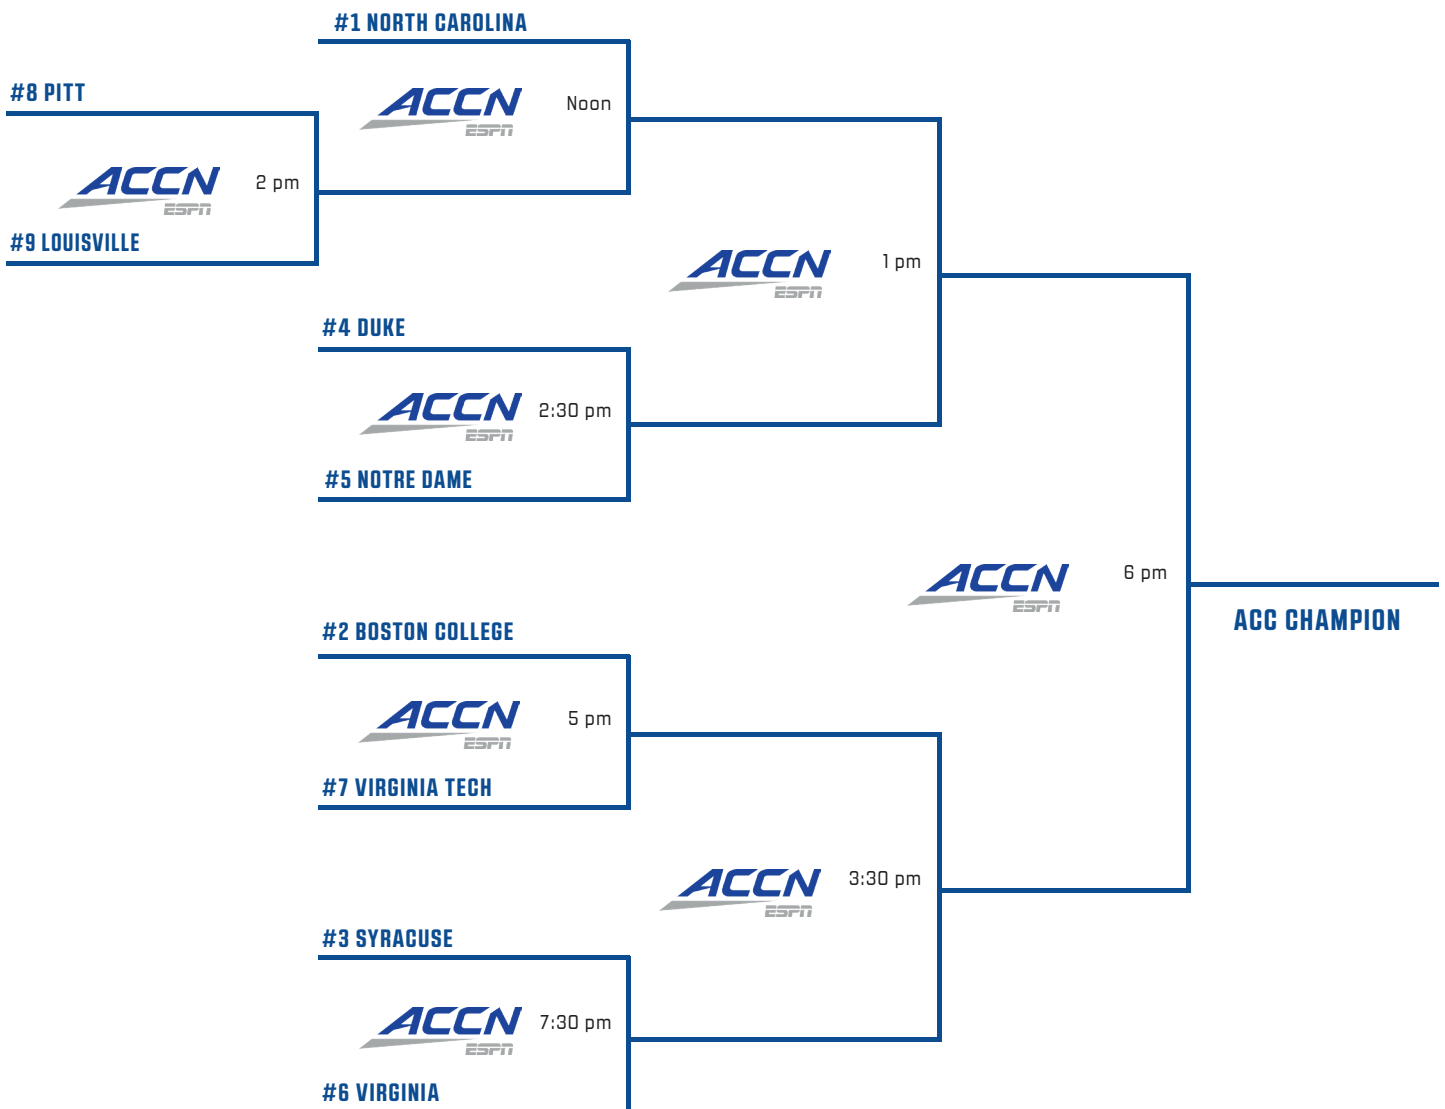 #1 NORTH CAROLINA
#8 PITT
ACCN
ESPN
Noon
ACCN
ESPN
2 pm
#9 LOUISVILLE
ACCN
ESPN
1 pm
#4 DUKE
ACCN
ESPN
2:30 pm
#5 NOTRE DAME
ACCN
ESPN
6 pm
ACC CHAMPION
#2 BOSTON COLLEGE
ACCN
ESPN
5 pm
#7 VIRGINIA TECH
ACCN
ESPN
3:30 pm
#3 SYRACUSE
ACCN
ESPN
7:30 pm
#6 VIRGINIA